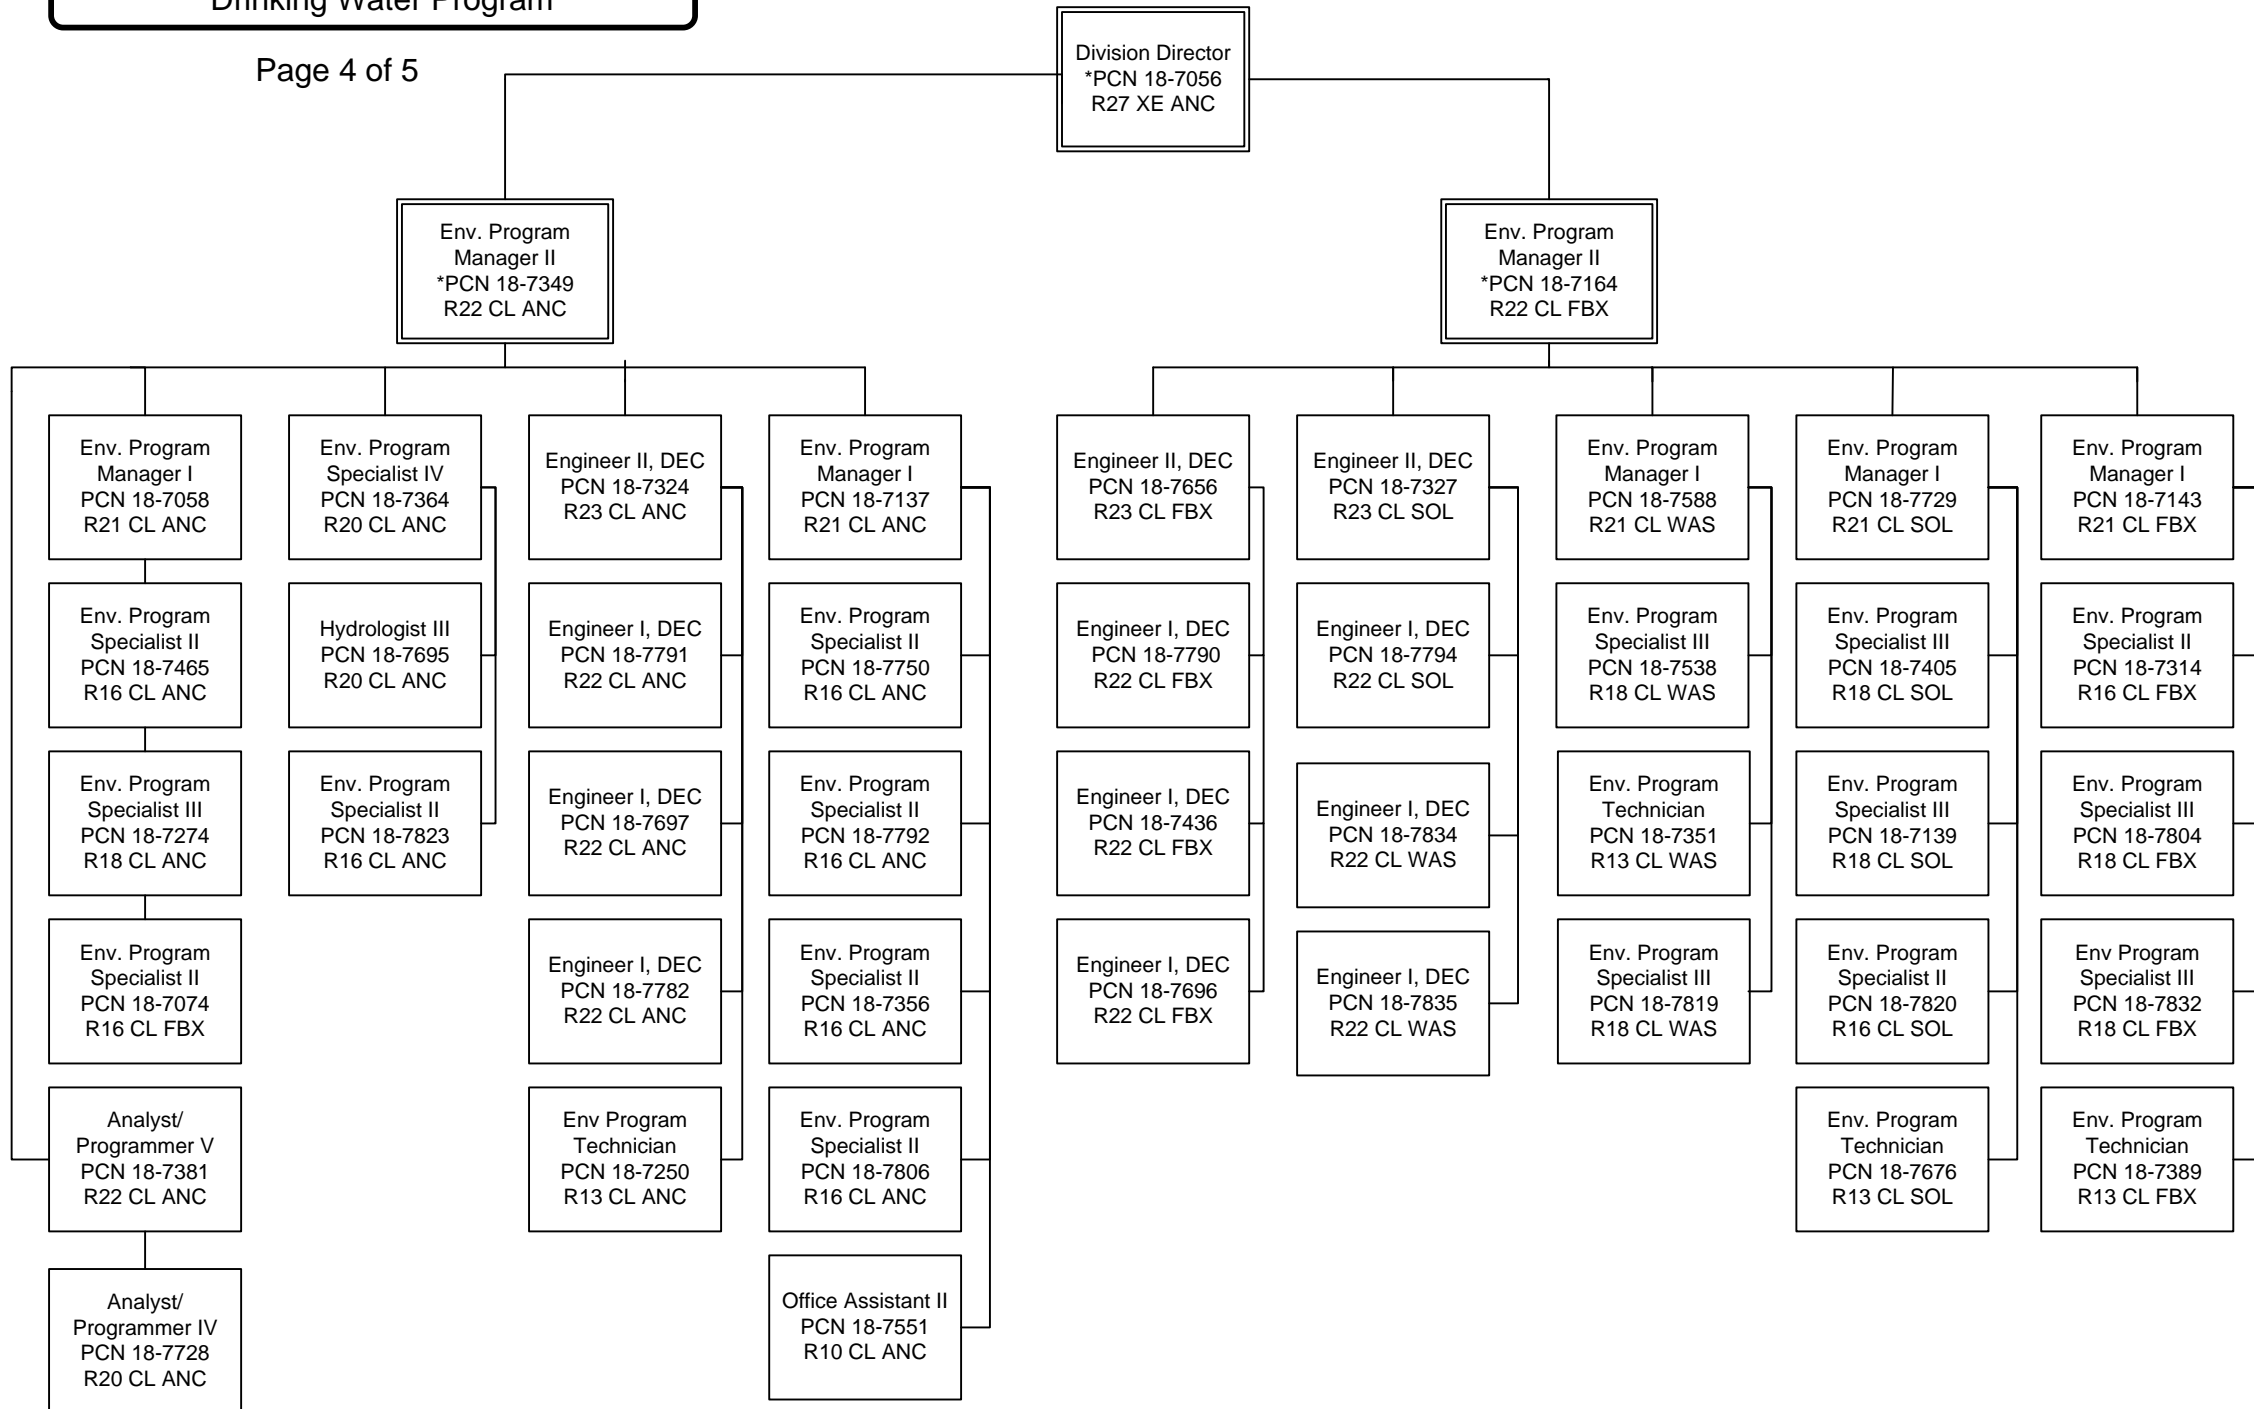 Drinking Water Program
Page 4 of 5
Division Director
*PCN 18-7056
R27 XE ANC
Env. Program
Manager II
*PCN 18-7349
R22 CL ANC
Env. Program
Manager II
*PCN 18-7164
R22 CL FBX
Env. Program
Manager I
PCN 18-7058
R21 CL ANC
Env. Program
Specialist IV
PCN 18-7364
R20 CL ANC
Engineer II, DEC
PCN 18-7324
R23 CL ANC
Env. Program
Manager I
PCN 18-7137
R21 CL ANC
Engineer II, DEC
PCN 18-7656
R23 CL FBX
Engineer II, DEC
PCN 18-7327
R23 CL SOL
Env. Program
Manager I
PCN 18-7588
R21 CL WAS
Env. Program
Manager I
PCN 18-7729
R21 CL SOL
Env. Program
Manager I
PCN 18-7143
R21 CL FBX
Env. Program
Specialist II
PCN 18-7465
R16 CL ANC
Hydrologist III
PCN 18-7695
R20 CL ANC
Engineer I, DEC
PCN 18-7791
R22 CL ANC
Env. Program
Specialist II
PCN 18-7750
R16 CL ANC
Engineer I, DEC
PCN 18-7790
R22 CL FBX
Engineer I, DEC
PCN 18-7794
R22 CL SOL
Env. Program
Specialist III
PCN 18-7538
R18 CL WAS
Env. Program
Specialist III
PCN 18-7405
R18 CL SOL
Env. Program
Specialist II
PCN 18-7314
R16 CL FBX
Env. Program
Specialist III
PCN 18-7274
R18 CL ANC
Env. Program
Specialist II
PCN 18-7823
R16 CL ANC
Engineer I, DEC
PCN 18-7697
R22 CL ANC
Env. Program
Specialist II
PCN 18-7792
R16 CL ANC
Engineer I, DEC
PCN 18-7436
R22 CL FBX
Engineer I, DEC
PCN 18-7834
R22 CL WAS
Env. Program
Technician
PCN 18-7351
R13 CL WAS
Env. Program
Specialist III
PCN 18-7139
R18 CL SOL
Env. Program
Specialist III
PCN 18-7804
R18 CL FBX
Env. Program
Specialist II
PCN 18-7074
R16 CL FBX
Engineer I, DEC
PCN 18-7782
R22 CL ANC
Env. Program
Specialist II
PCN 18-7356
R16 CL ANC
Engineer I, DEC
PCN 18-7696
R22 CL FBX
Engineer I, DEC
PCN 18-7835
R22 CL WAS
Env. Program
Specialist III
PCN 18-7819
R18 CL WAS
Env. Program
Specialist II
PCN 18-7820
R16 CL SOL
Env Program
Specialist III
PCN 18-7832
R18 CL FBX
Analyst/
Programmer V
PCN 18-7381
R22 CL ANC
Env Program
Technician
PCN 18-7250
R13 CL ANC
Env. Program
Specialist II
PCN 18-7806
R16 CL ANC
Env. Program
Technician
PCN 18-7676
R13 CL SOL
Env. Program
Technician
PCN 18-7389
R13 CL FBX
Analyst/
Programmer IV
PCN 18-7728
R20 CL ANC
Office Assistant II
PCN 18-7551
R10 CL ANC